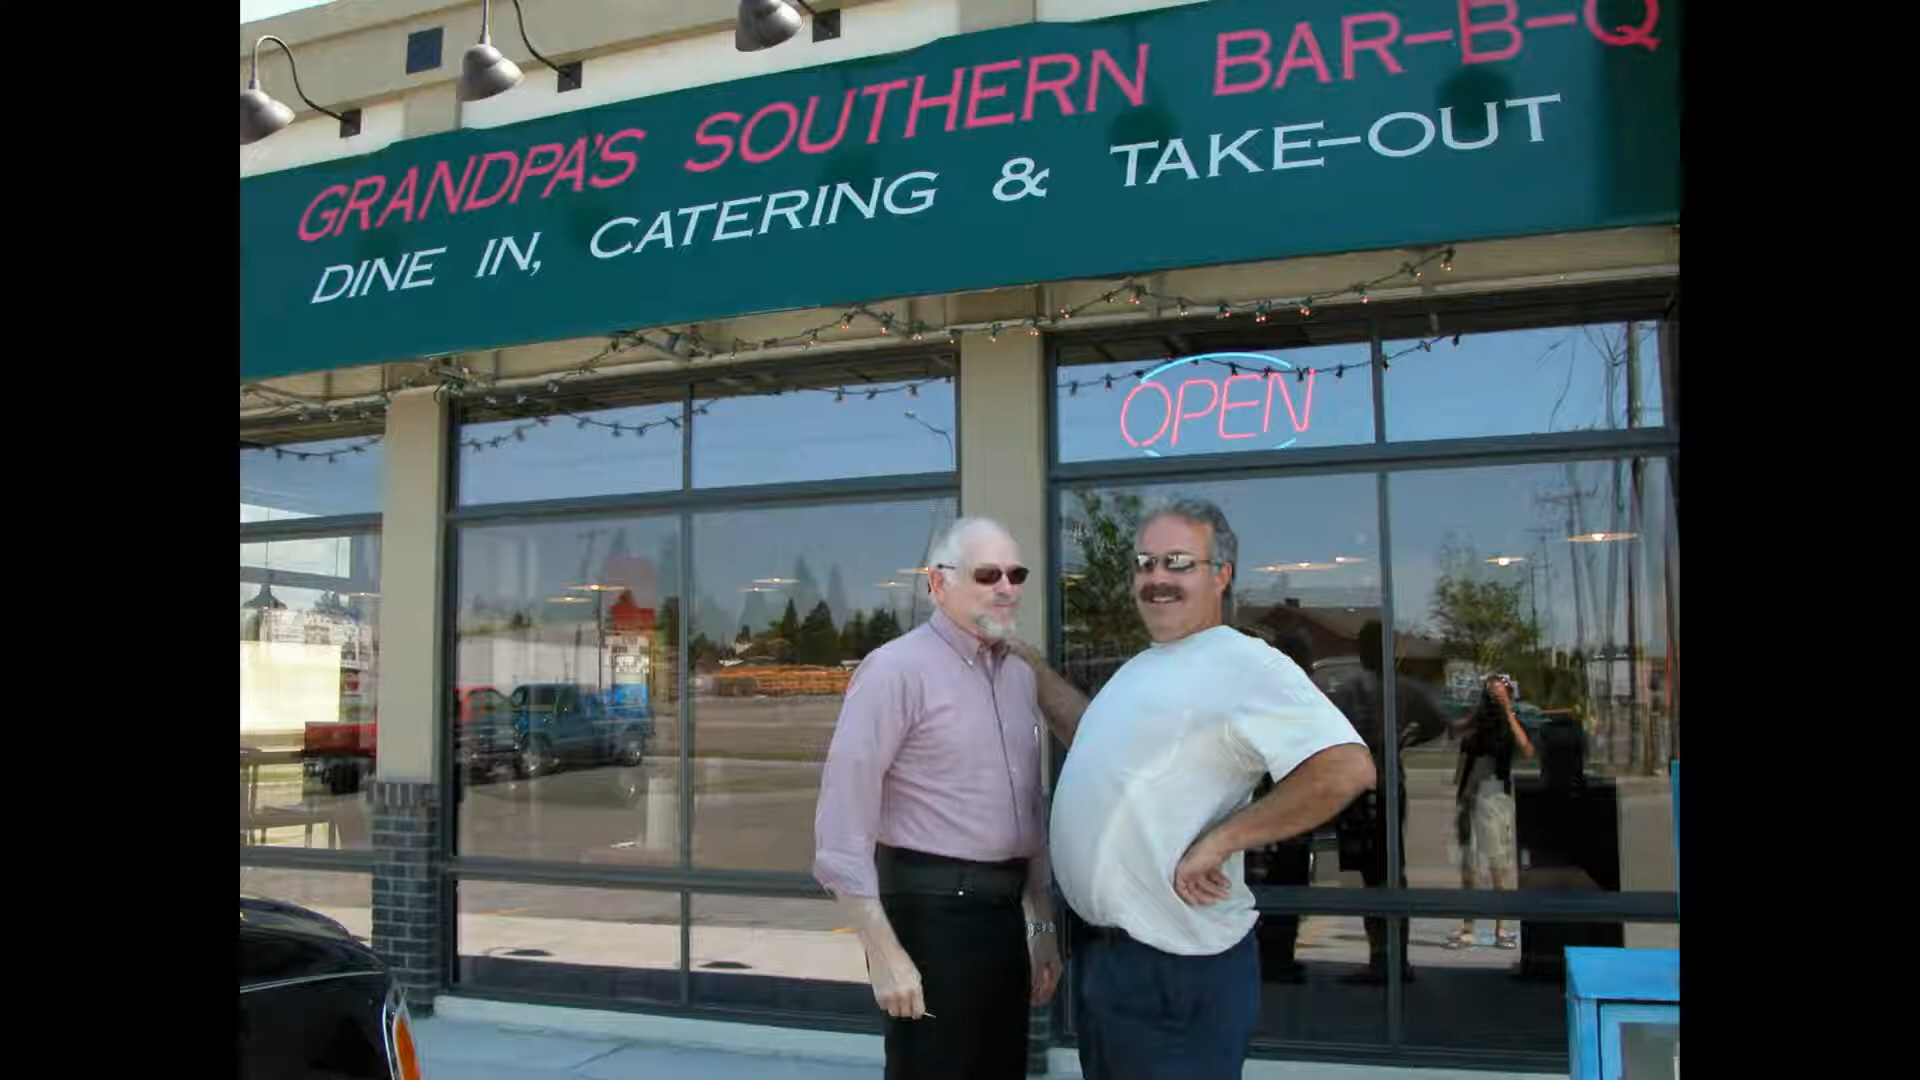 GRANDPA'S SOUTHERN BAR-B-Q
DINE IN, CATERING & TAKE-OUT
OPEN